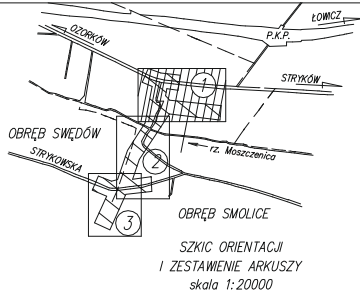 ŁOWICZ
OZORKÓW
P.K.P.
1
STRYKÓW
OBRĘB SWĘDÓW
rz. Moszczenica
STRYKOWSKA
2
OBRĘB SMOLICE
3
SZKIC ORIENTACJI
I ZESTAWIENIE ARKUSZY
skala 1:20000